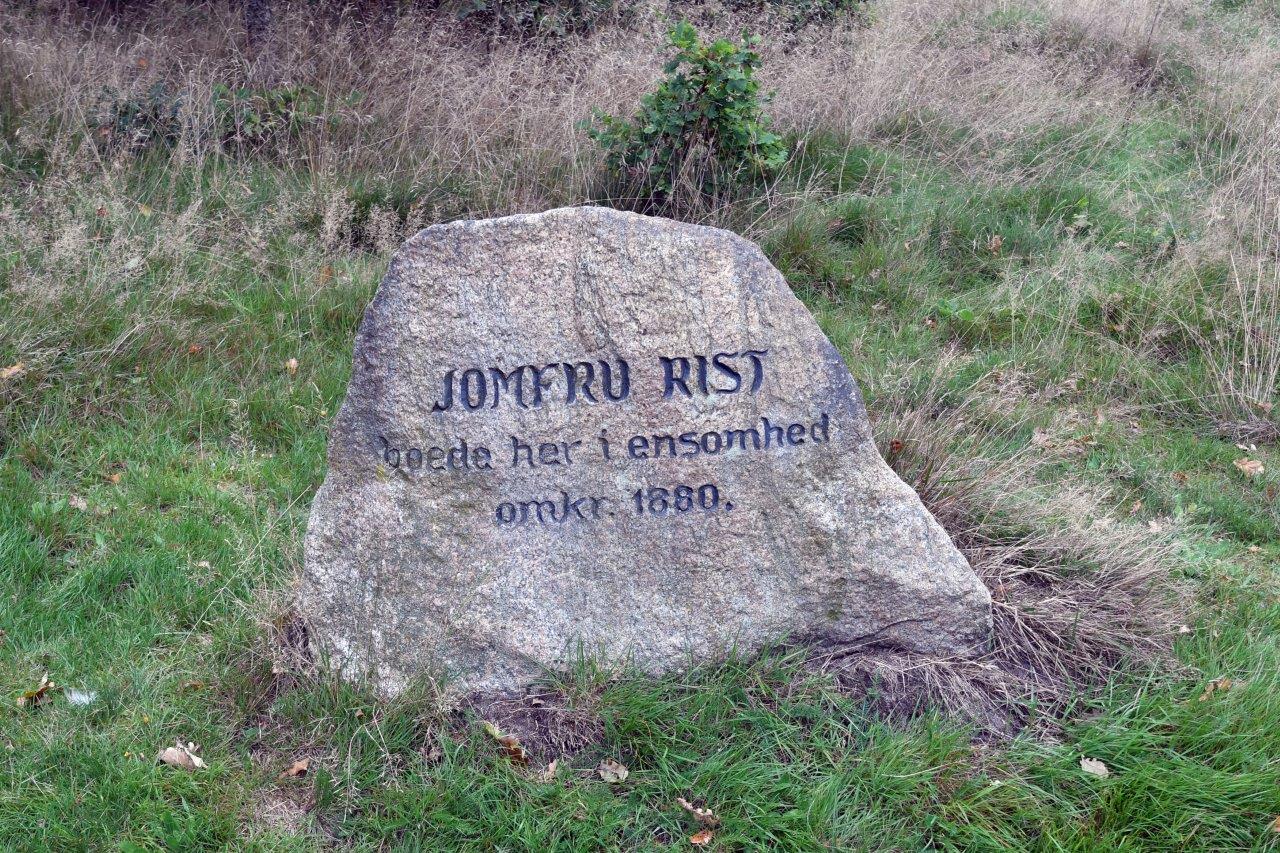 JOMFRU RIST
boede her i ensomhed
omkr. 1880.